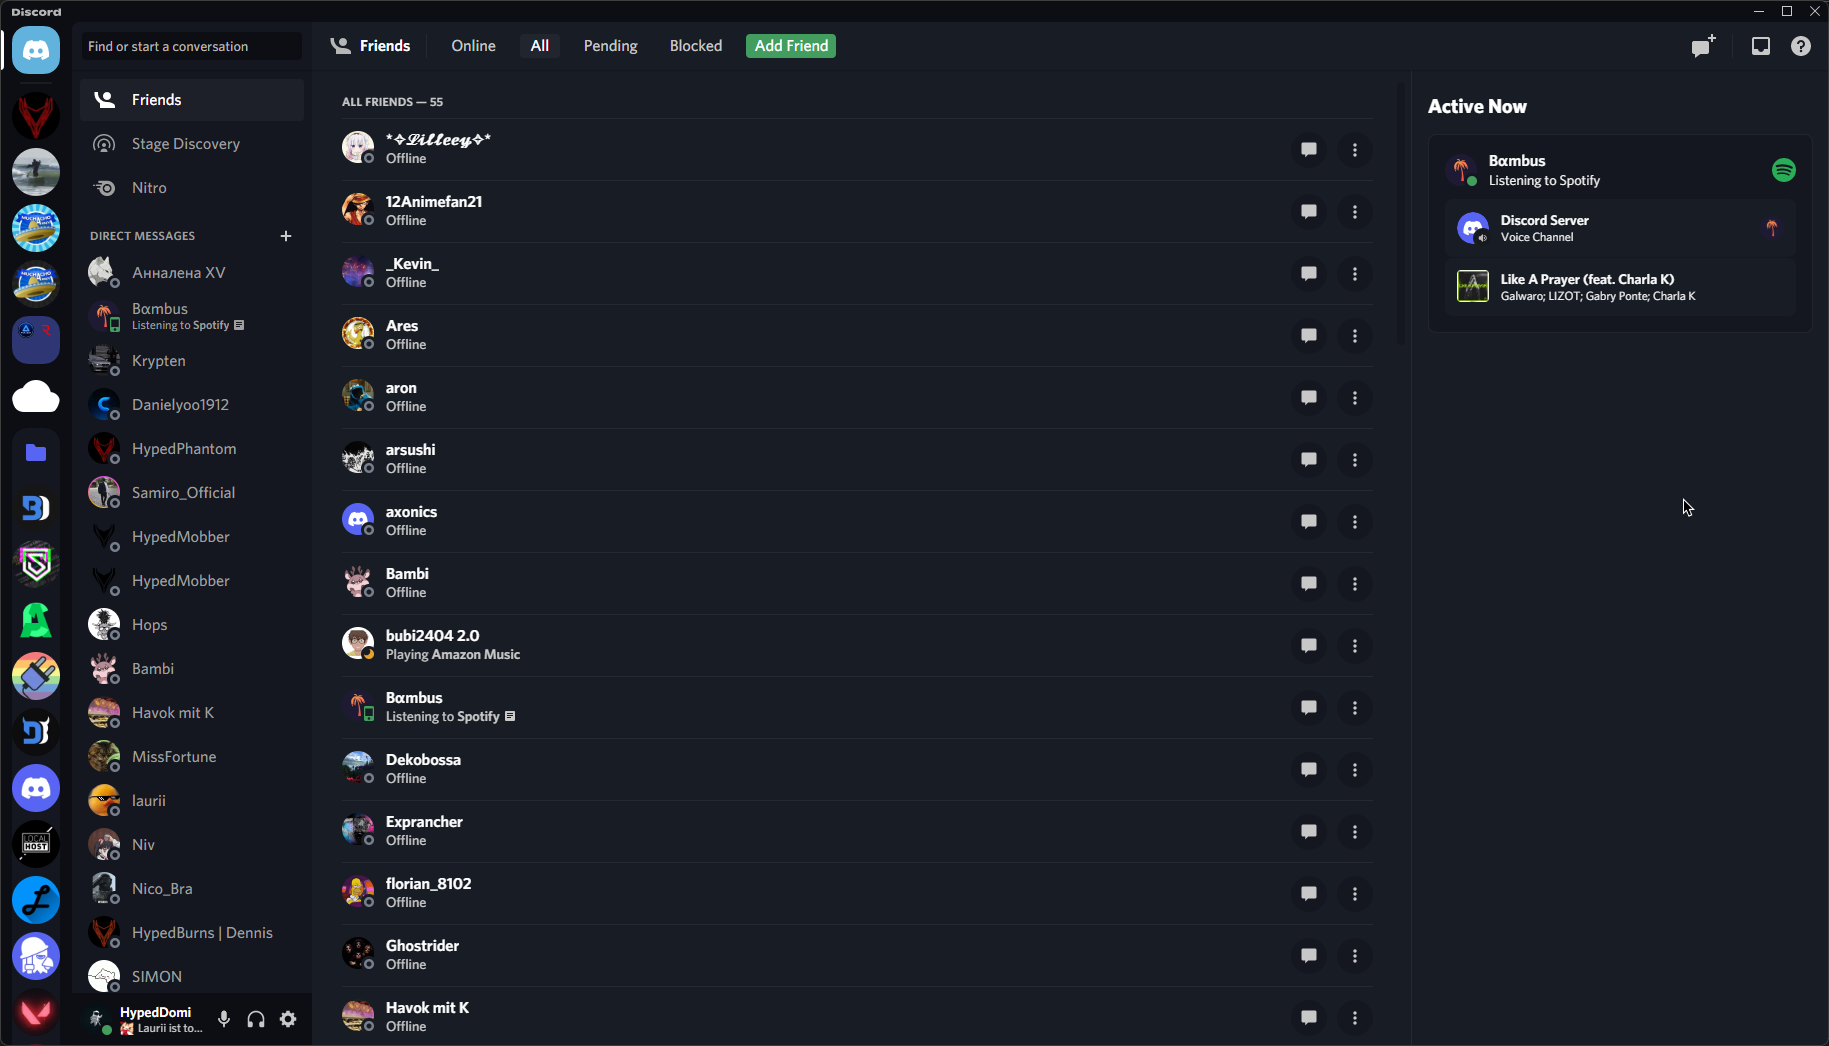 Discord
Find or start a conversation
Friends
Stage Discovery
Nitro
DIRECT MESSAGES
Анналена XV
Bαmbus
Listening to Spotify
Krypten
Danielyoo1912
HypedPhantom
Samiro_Official
HypedMobber
HypedMobber
Hops
Bambi
Havok mit K
MissFortune
laurii
Niv
Nico_Bra
HypedBurns | Dennis
SIMON
HypedDomi
Laurii ist to...
Friends
Online
All
Pending
Blocked
Add Friend
ALL FRIENDS — 55
*✧𝓛𝓲𝓵𝓵𝓮𝓮𝔂✧*
Offline
12Animefan21
Offline
_Kevin_
Offline
Ares
Offline
aron
Offline
arsushi
Offline
axonics
Offline
Bambi
Offline
bubi2404 2.0
Playing Amazon Music
Bαmbus
Listening to Spotify
Dekobossa
Offline
Exprancher
Offline
florian_8102
Offline
Ghostrider
Offline
Havok mit K
Offline
Active Now
Bαmbus
Listening to Spotify
Discord Server
Voice Channel
Like A Prayer (feat. Charla K)
Galwaro; LIZOT; Gabry Ponte; Charla K
LOCAL
HOST